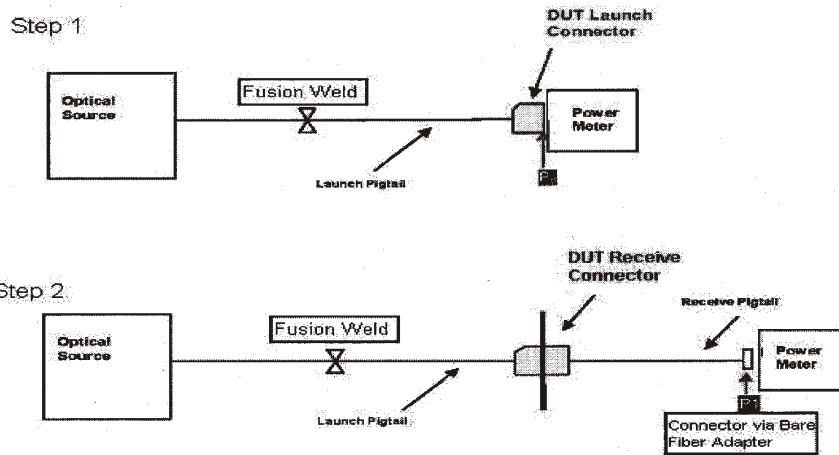 Step 1
DUT Launch
Connector
Optical
Source
Fusion Weld
Power
Meter
Launch Pigtail
Step 2
DUT Receive
Connector
Optical
Source
Fusion Weld
Receive Pigtail
Power
Meter
Launch Pigtail
Connector via Bare
Fiber Adapter